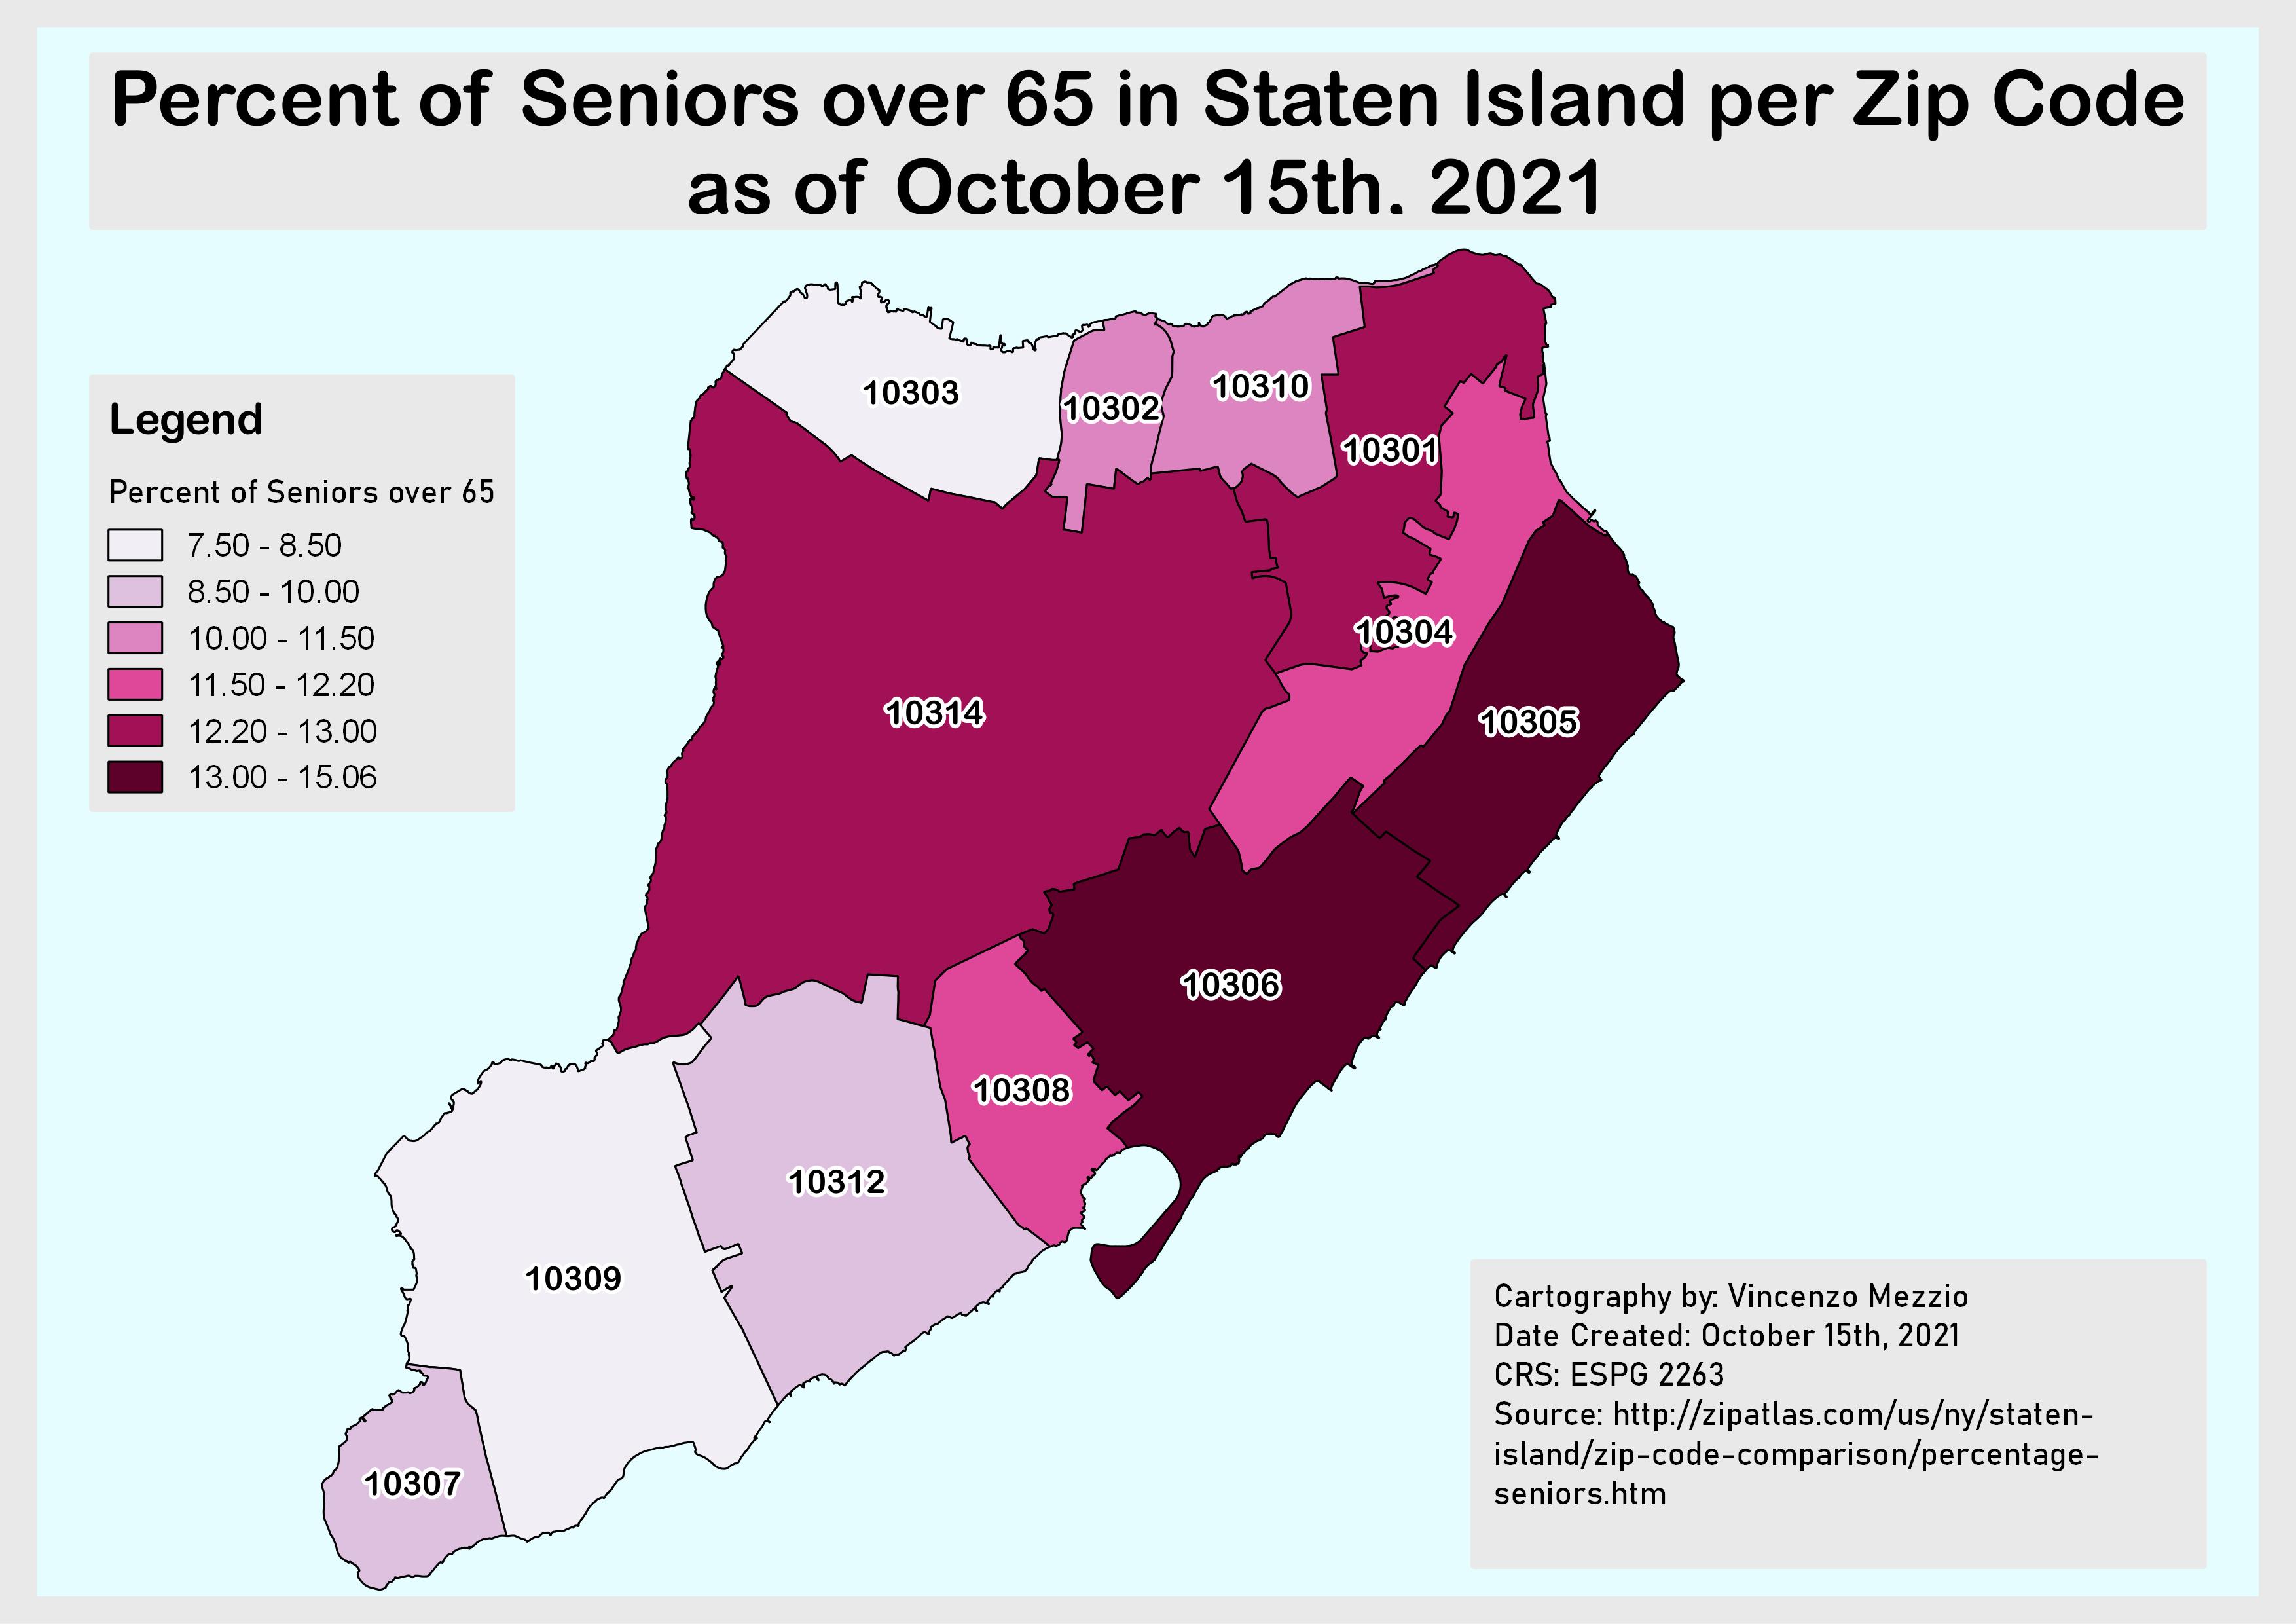 Percent of Seniors over 65 in Staten Island per Zip Code
as of October 15th, 2021
Legend
Percent of Seniors over 65
7.50 - 8.50
8.50 - 10.00
10.00 - 11.50
11.50 - 12.20
12.20 - 13.00
13.00 - 15.06
10303
10302
10310
10301
10304
10314
10305
10306
10308
10312
10309
10307
Cartography by: Vincenzo Mezzio
Date Created: October 15th, 2021
CRS: ESPG 2263
Source: http://zipatlas.com/us/ny/staten-
island/zip-code-comparison/percentage-
seniors.htm